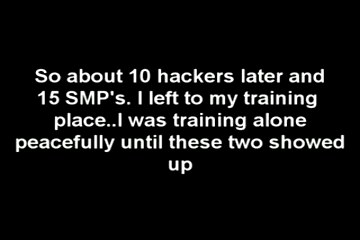 So about 10 hackers later and
15 SMP's. I left to my training
place..I was training alone
peacefully until these two showed
up